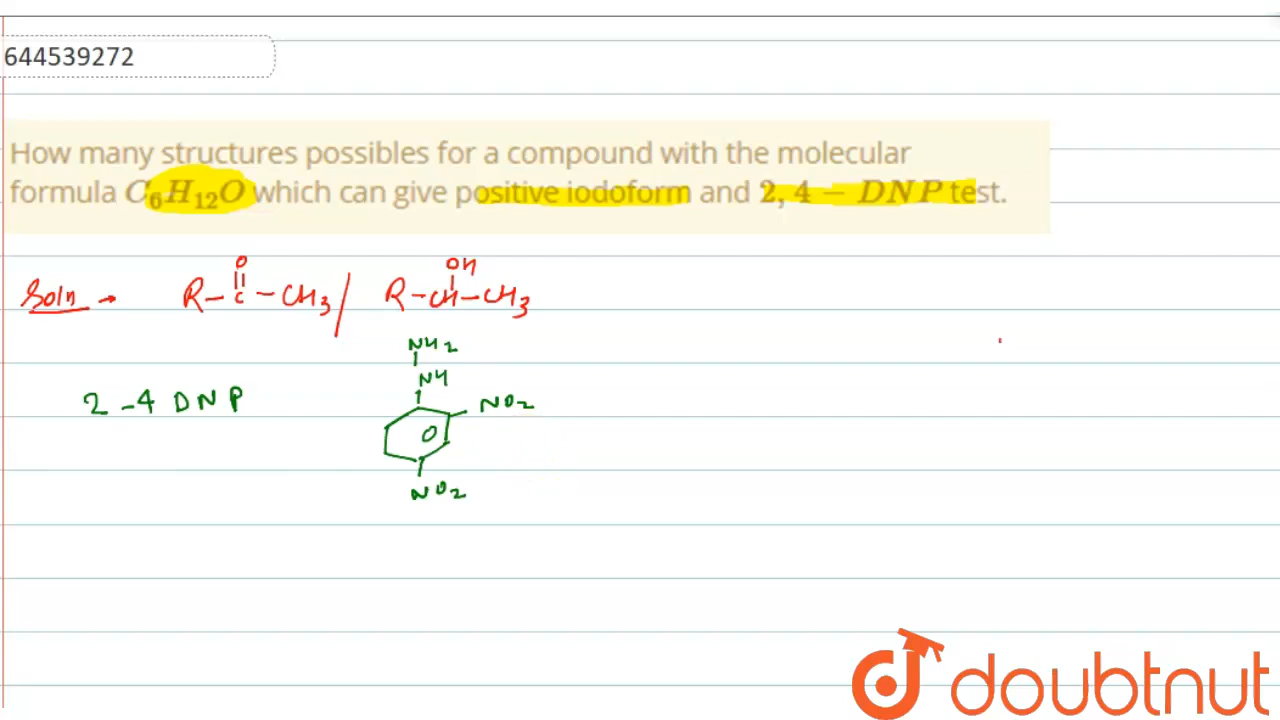 644539272
How many structures possibles for a compound with the molecular
formula C₆H₁₂O which can give positive iodoform and 2, 4 − DNP test.
Soln → R-C(=O)-CH₃ / R-CH(OH)-CH₃
NH₂
NH
2-4 DNP
NO₂
NO₂
doubtnut